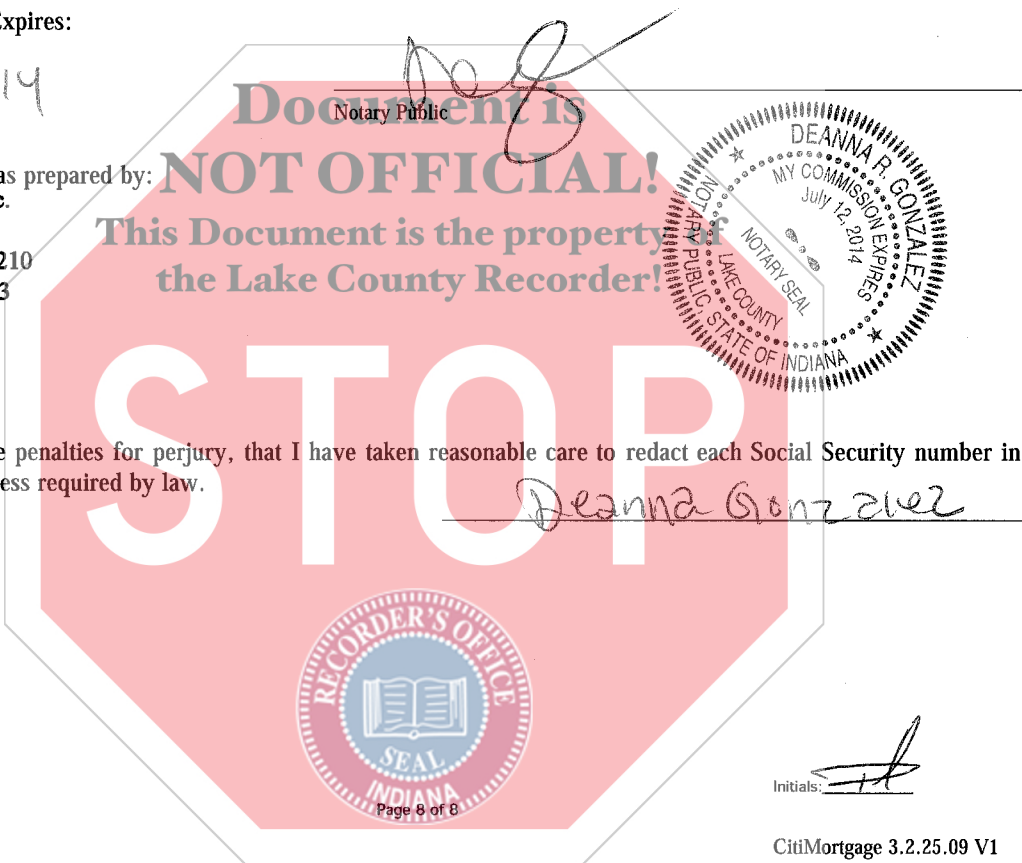 Expires:
14
Notary Public
Document is
NOT OFFICIAL!
This Document is the property of
the Lake County Recorder!
as prepared by:
c.
210
3
DEANNA R. GONZALEZ
NOTARY PUBLIC, STATE OF INDIANA
MY COMMISSION EXPIRES
July 12, 2014
NOTARY SEAL
LAKE COUNTY
STOP
e penalties for perjury, that I have taken reasonable care to redact each Social Security number in
ess required by law.
Deanna Gonzalez
RECORDER'S OFFICE
SEAL
INDIANA
Page 8 of 8
Initials:
CitiMortgage 3.2.25.09 V1